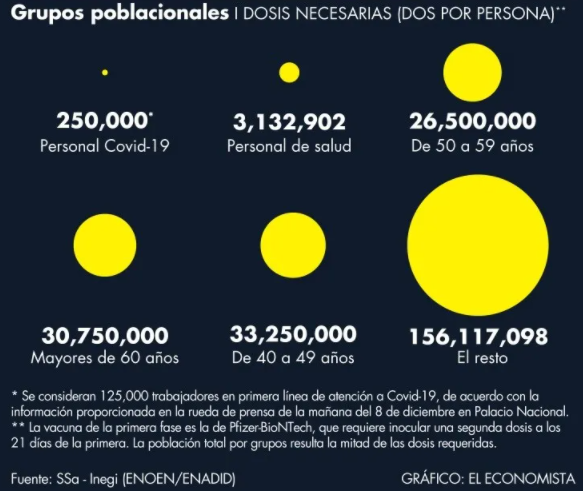 Grupos poblacionales I DOSIS NECESARIAS (DOS POR PERSONA)**
250,000*
Personal Covid-19
3,132,902
Personal de salud
26,500,000
De 50 a 59 años
30,750,000
Mayores de 60 años
33,250,000
De 40 a 49 años
156,117,098
El resto
* Se consideran 125,000 trabajadores en primera línea de atención a Covid-19, de acuerdo con la
información proporcionada en la rueda de prensa de la mañana del 8 de diciembre en Palacio Nacional.
** La vacuna de la primera fase es la de Pfizer-BioNTech, que requiere inocular una segunda dosis a los
21 días de la primera. La población total por grupos resulta la mitad de las dosis requeridas.
Fuente: SSa - Inegi (ENOEN/ENADID)
GRÁFICO: EL ECONOMISTA